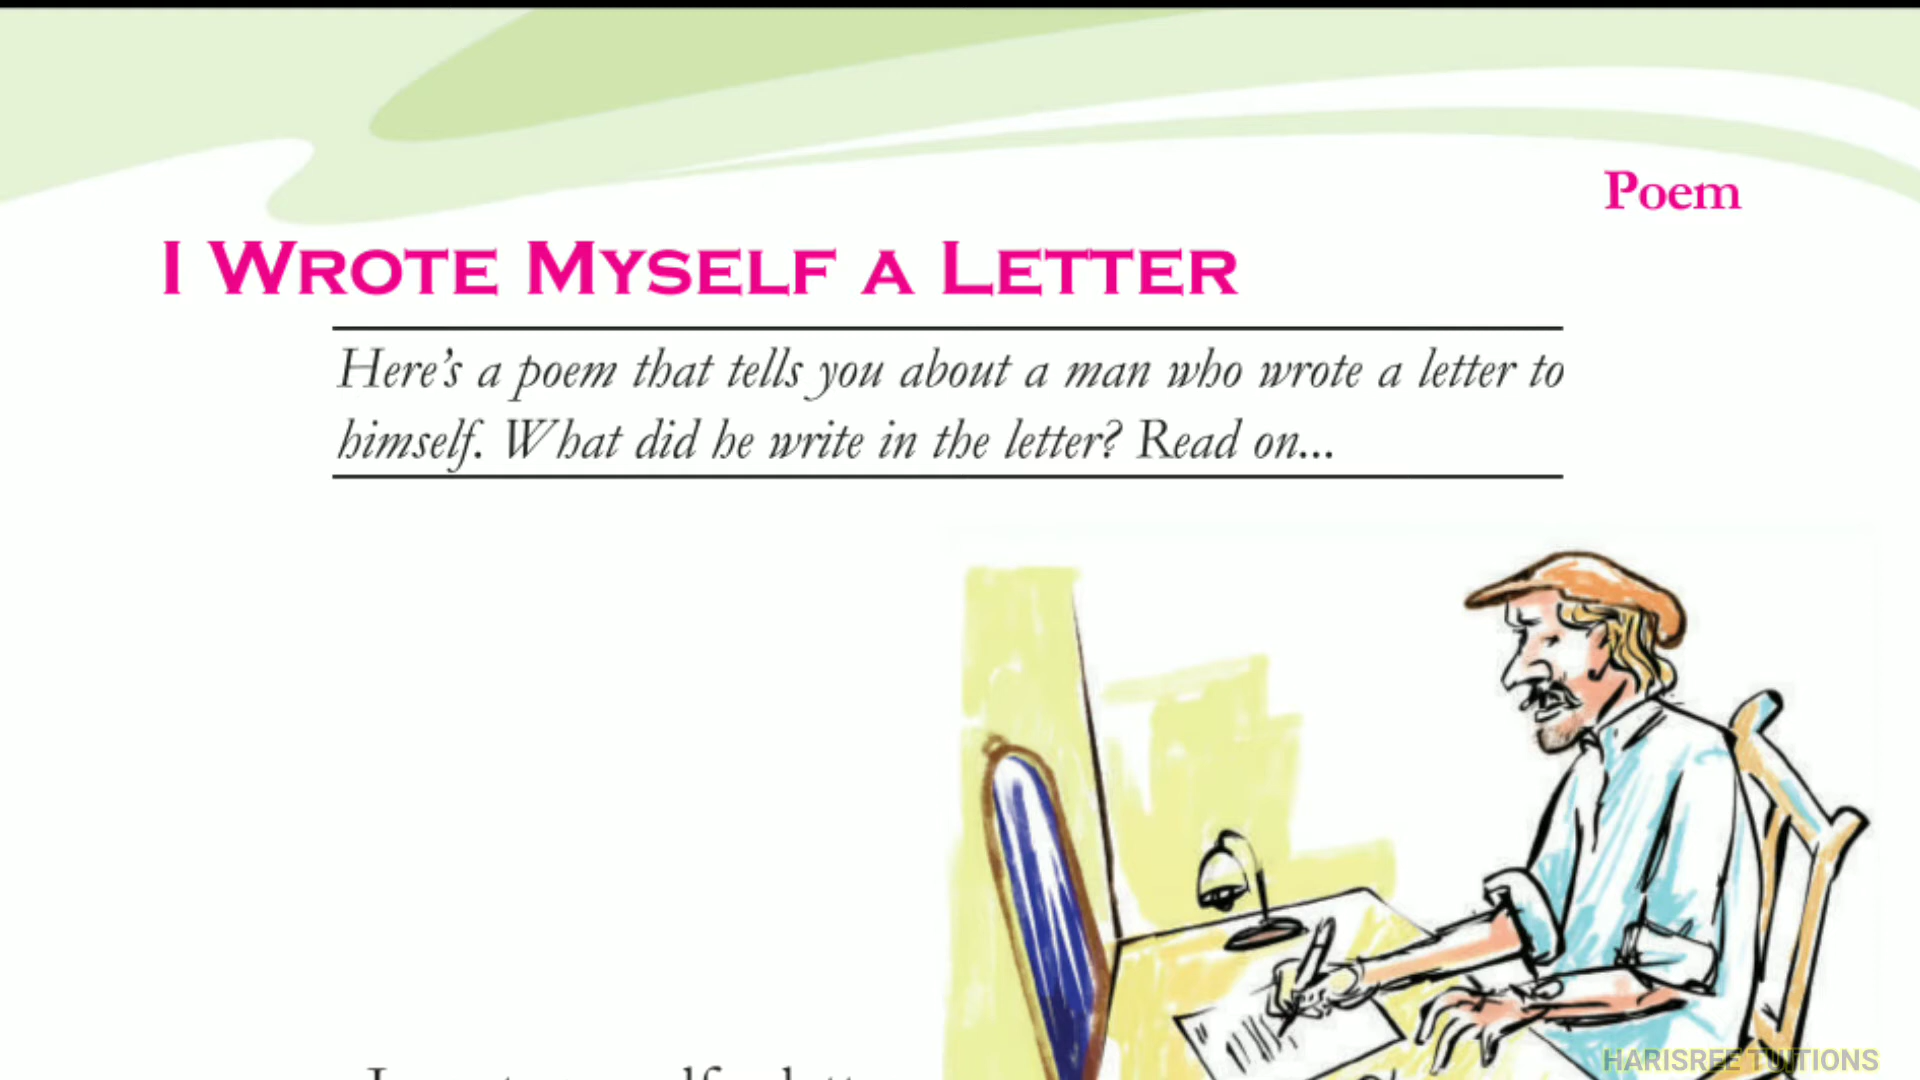 Poem
I WROTE MYSELF A LETTER
Here's a poem that tells you about a man who wrote a letter to
himself. What did he write in the letter? Read on...
HARISREE TUITIONS